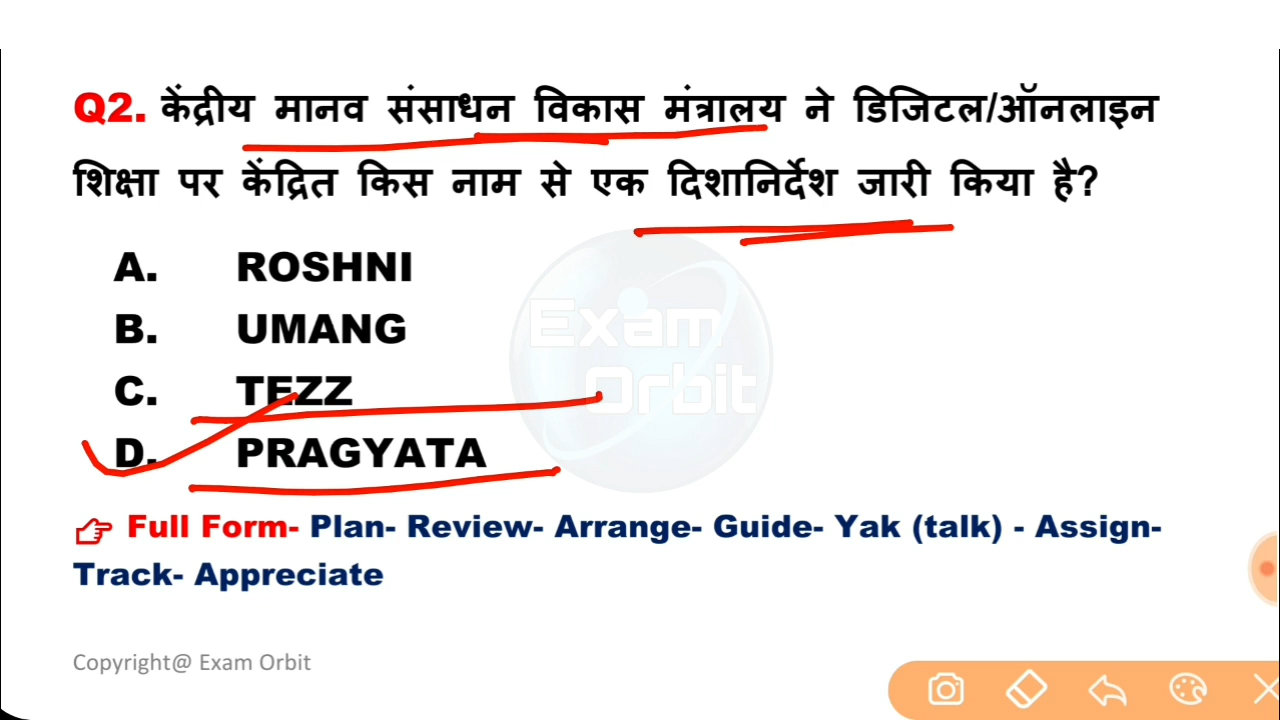 Q2. केंद्रीय मानव संसाधन विकास मंत्रालय ने डिजिटल/ऑनलाइन
शिक्षा पर केंद्रित किस नाम से एक दिशानिर्देश जारी किया है?
A. ROSHNI
B. UMANG
C. TEZZ
D. PRAGYATA
Full Form- Plan- Review- Arrange- Guide- Yak (talk) - Assign-
Track- Appreciate
Exam
Orbit
Copyright@ Exam Orbit